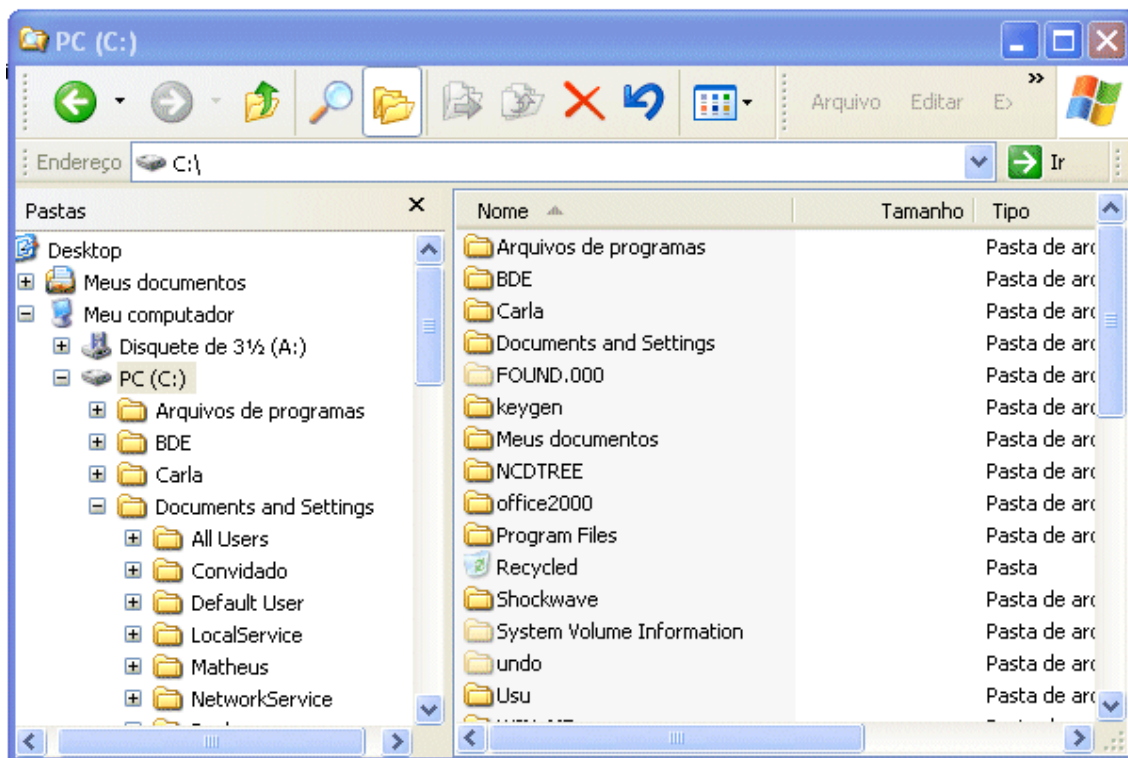 PC (C:)
Arquivo Editar
Endereço C:\ Ir
Pastas
Desktop
Meus documentos
Meu computador
Disquete de 3½ (A:)
PC (C:)
Arquivos de programas
BDE
Carla
Documents and Settings
All Users
Convidado
Default User
LocalService
Matheus
NetworkService
Nome Tamanho Tipo
Arquivos de programas Pasta de arq
BDE Pasta de arq
Carla Pasta de arq
Documents and Settings Pasta de arq
FOUND.000 Pasta de arq
keygen Pasta de arq
Meus documentos Pasta de arq
NCDTREE Pasta de arq
office2000 Pasta de arq
Program Files Pasta de arq
Recycled Pasta
Shockwave Pasta de arq
System Volume Information Pasta de arq
undo Pasta de arq
Usu Pasta de arq